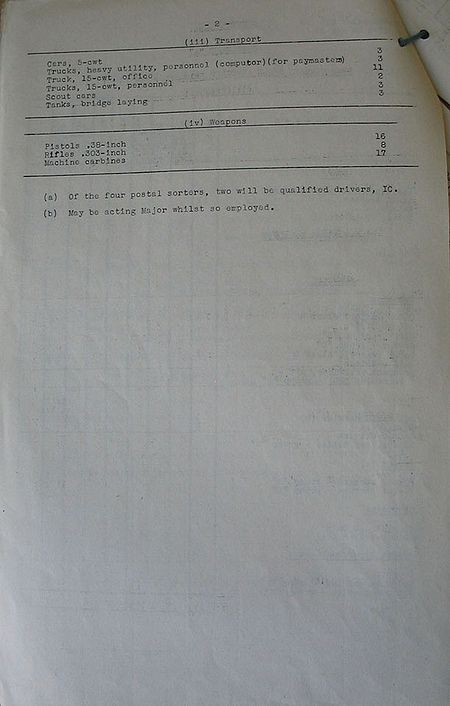 - 2 -
(iii) Transport
Cars, 5-cwt 3
Trucks, heavy utility, personnel (computor)(for paymasters) 3
Truck, 15-cwt, office 11
Trucks, 15-cwt, personnel 2
Scout cars 3
Tanks, bridge laying 3
(iv) Weapons
Pistols .38-inch 16
Rifles .303-inch 8
Machine carbines 17
(a) Of the four postal sorters, two will be qualified drivers, IC.
(b) May be acting Major whilst so employed.